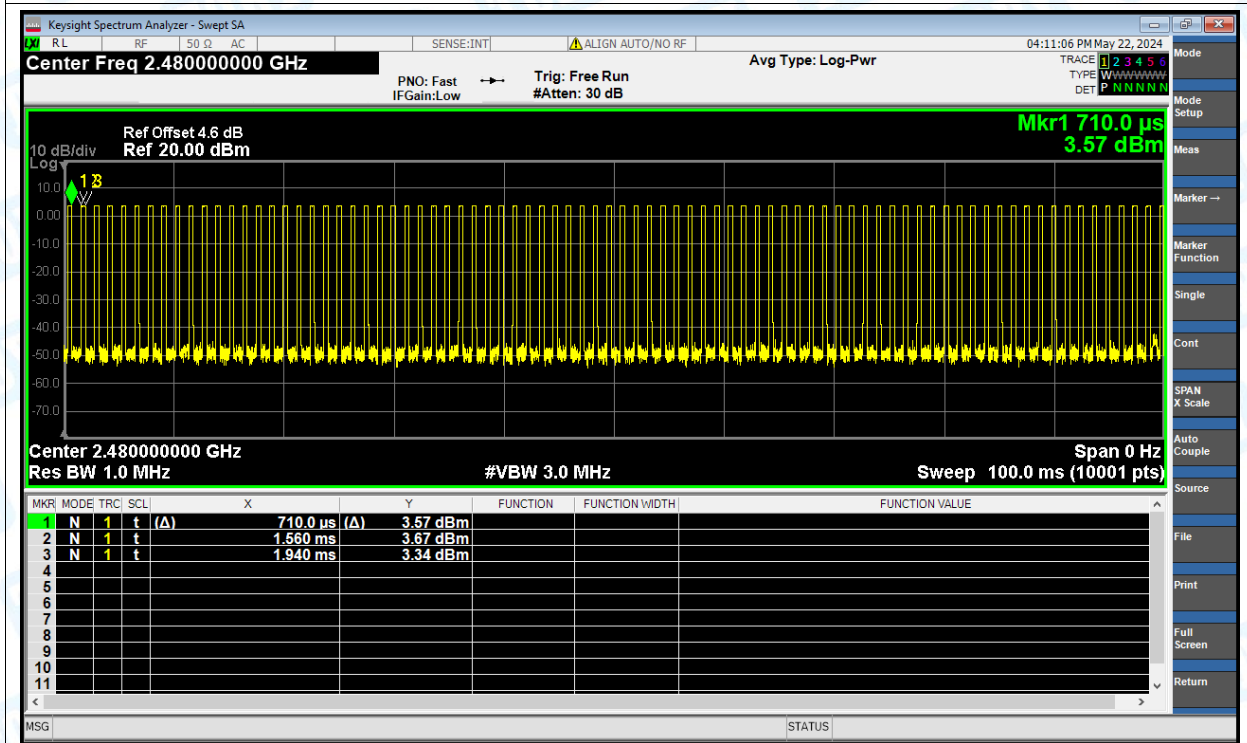 Keysight Spectrum Analyzer - Swept SA
LXI RL RF 50 Ω AC SENSE:INT ALIGN AUTO/NO RF 04:11:06 PM May 22, 2024
Center Freq 2.480000000 GHz Avg Type: Log-Pwr TRACE 1 2 3 4 5 6
PNO: Fast Trig: Free Run TYPE WWWWWW
IFGain:Low #Atten: 30 dB DET P N N N N N
Mkr1 710.0 µs
Ref Offset 4.6 dB
10 dB/div Ref 20.00 dBm 3.57 dBm
Log
1 2 3
10.0
0.00
-10.0
-20.0
-30.0
-40.0
-50.0
-60.0
-70.0
Center 2.480000000 GHz Span 0 Hz
Res BW 1.0 MHz #VBW 3.0 MHz Sweep 100.0 ms (10001 pts)
MKR MODE TRC SCL X Y FUNCTION FUNCTION WIDTH FUNCTION VALUE
1 N 1 t (Δ) 710.0 µs (Δ) 3.57 dBm
2 N 1 t 1.560 ms 3.67 dBm
3 N 1 t 1.940 ms 3.34 dBm
4
5
6
7
8
9
10
11
MSG STATUS
Mode
Mode
Setup
Meas
Marker→
Marker
Function
Single
Cont
SPAN
X Scale
Auto
Couple
Source
File
Print
Full
Screen
Return